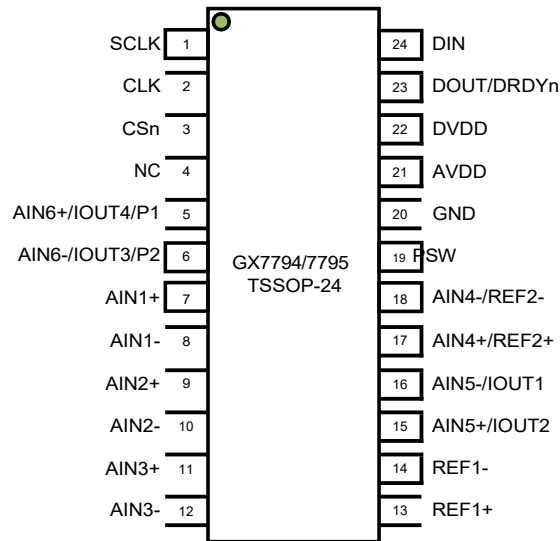 SCLK 1
CLK 2
CSn 3
NC 4
AIN6+/IOUT4/P1 5
AIN6-/IOUT3/P2 6
AIN1+ 7
AIN1- 8
AIN2+ 9
AIN2- 10
AIN3+ 11
AIN3- 12
GX7794/7795
TSSOP-24
24 DIN
23 DOUT/DRDYn
22 DVDD
21 AVDD
20 GND
19 PSW
18 AIN4-/REF2-
17 AIN4+/REF2+
16 AIN5-/IOUT1
15 AIN5+/IOUT2
14 REF1-
13 REF1+